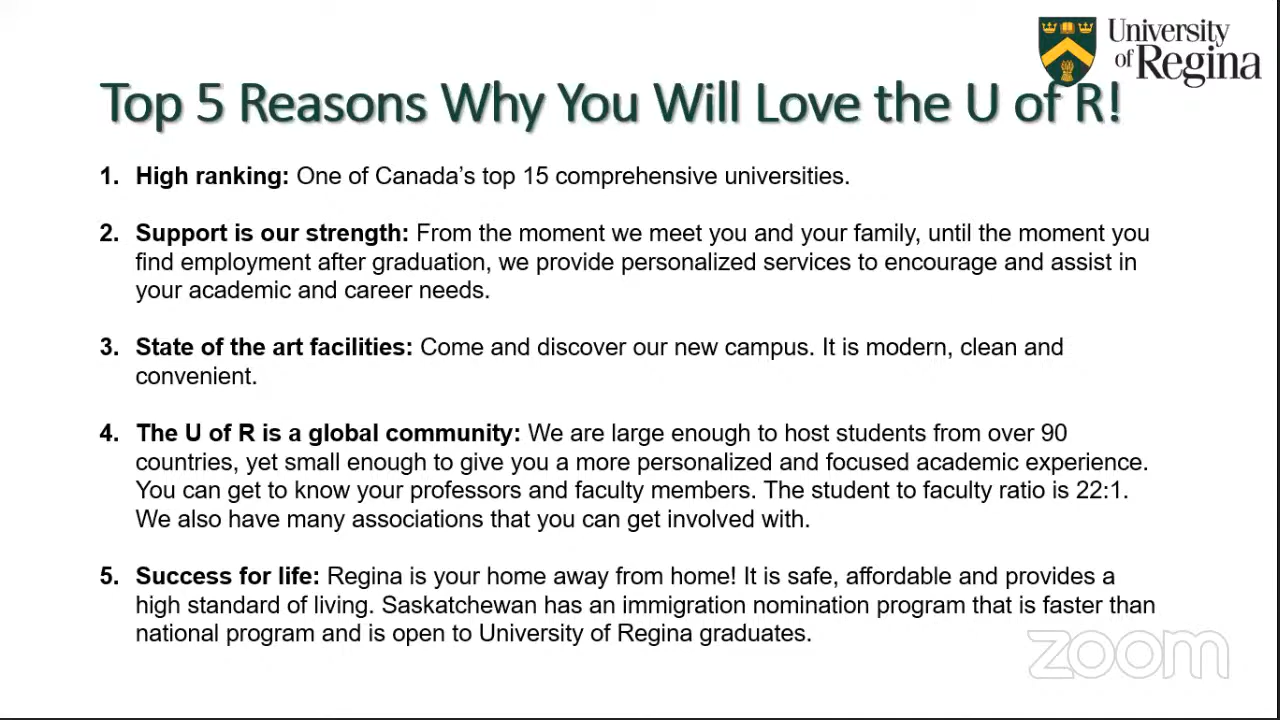 University
of Regina
Top 5 Reasons Why You Will Love the U of R!
1. High ranking: One of Canada’s top 15 comprehensive universities.
2. Support is our strength: From the moment we meet you and your family, until the moment you
find employment after graduation, we provide personalized services to encourage and assist in
your academic and career needs.
3. State of the art facilities: Come and discover our new campus. It is modern, clean and
convenient.
4. The U of R is a global community: We are large enough to host students from over 90
countries, yet small enough to give you a more personalized and focused academic experience.
You can get to know your professors and faculty members. The student to faculty ratio is 22:1.
We also have many associations that you can get involved with.
5. Success for life: Regina is your home away from home! It is safe, affordable and provides a
high standard of living. Saskatchewan has an immigration nomination program that is faster than
national program and is open to University of Regina graduates.
zoom